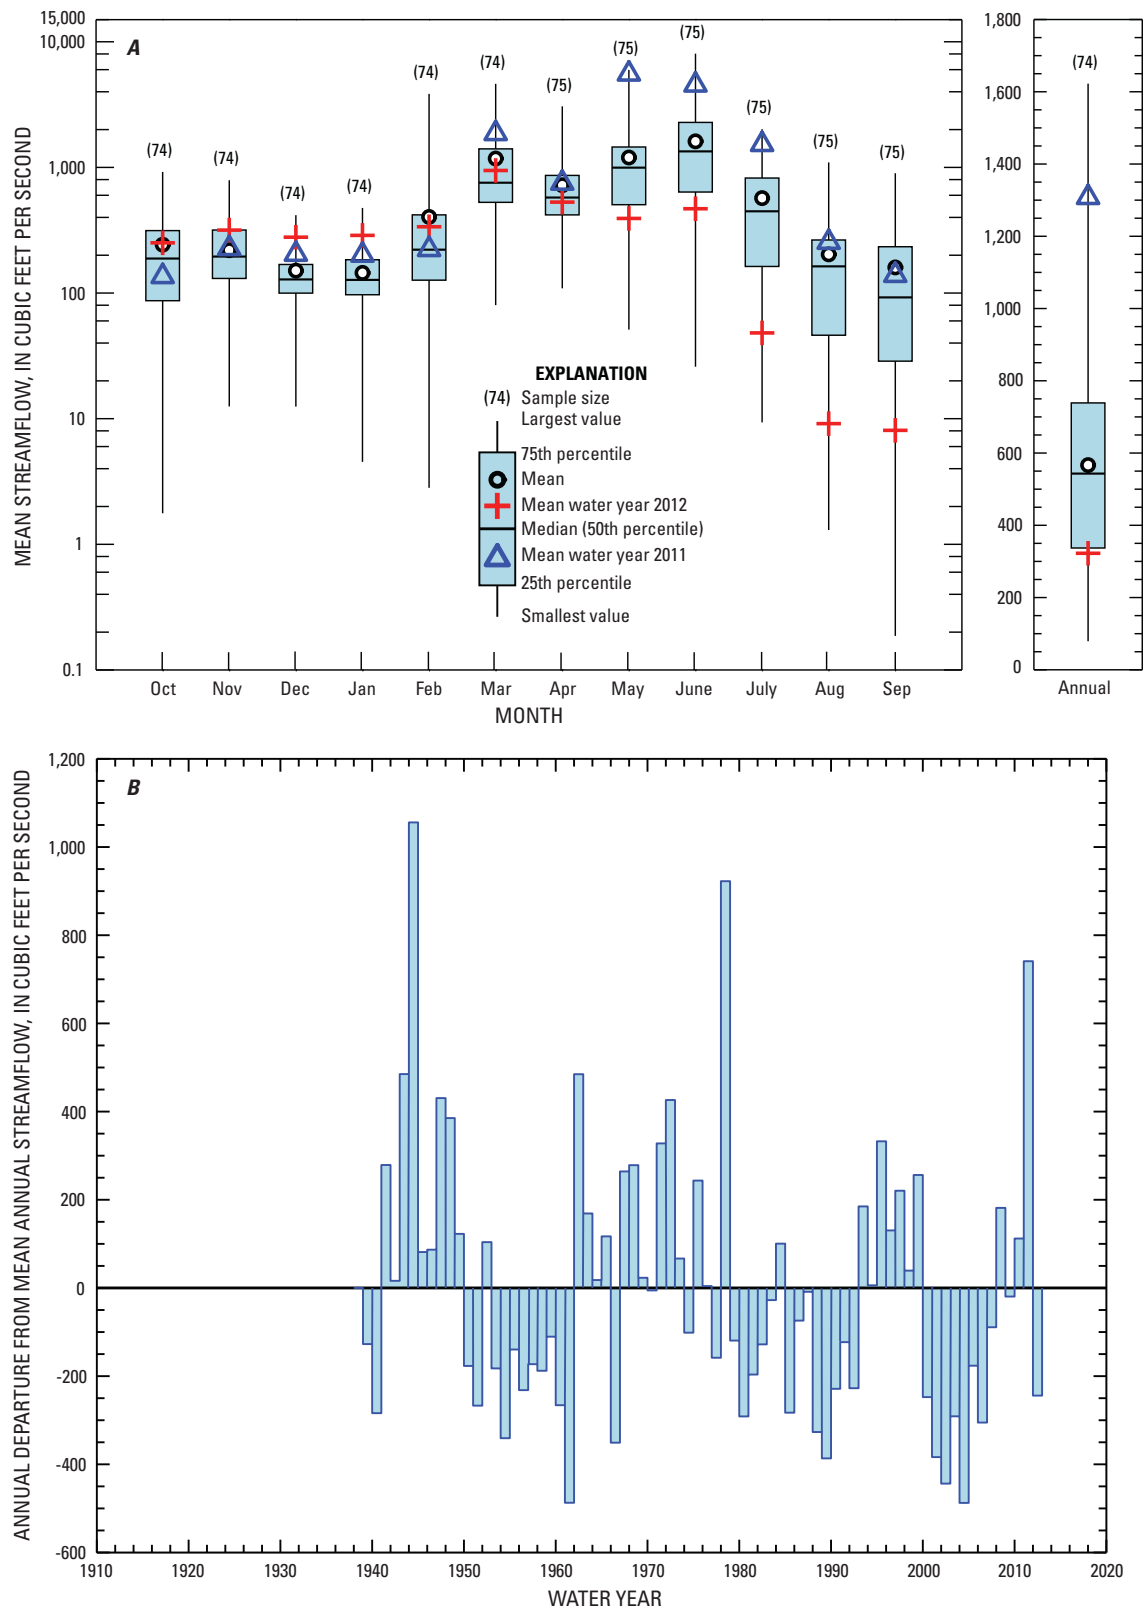 A
MEAN STREAMFLOW, IN CUBIC FEET PER SECOND
15,000
10,000
1,000
100
10
1
0.1
(74)
(74)
(74)
(74)
(74)
(74)
(75)
(75)
(75)
(75)
(75)
(75)
EXPLANATION
(74) Sample size
Largest value
75th percentile
Mean
Mean water year 2012
Median (50th percentile)
Mean water year 2011
25th percentile
Smallest value
Oct Nov Dec Jan Feb Mar Apr May June July Aug Sep
MONTH
1,800
1,600
1,400
1,200
1,000
800
600
400
200
0
(74)
Annual
B
ANNUAL DEPARTURE FROM MEAN ANNUAL STREAMFLOW, IN CUBIC FEET PER SECOND
1,200
1,000
800
600
400
200
0
-200
-400
-600
1910 1920 1930 1940 1950 1960 1970 1980 1990 2000 2010 2020
WATER YEAR